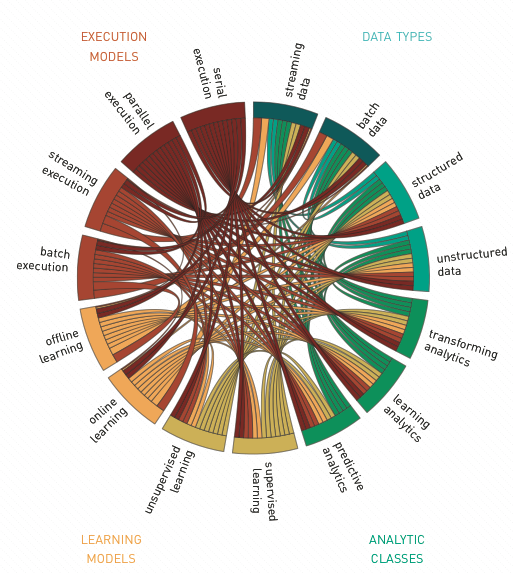 EXECUTION
MODELS
DATA TYPES
serial
execution
streaming
data
batch
data
structured
data
unstructured
data
transforming
analytics
learning
analytics
predictive
analytics
supervised
learning
unsupervised
learning
online
learning
offline
learning
batch
execution
streaming
execution
parallel
execution
LEARNING
MODELS
ANALYTIC
CLASSES